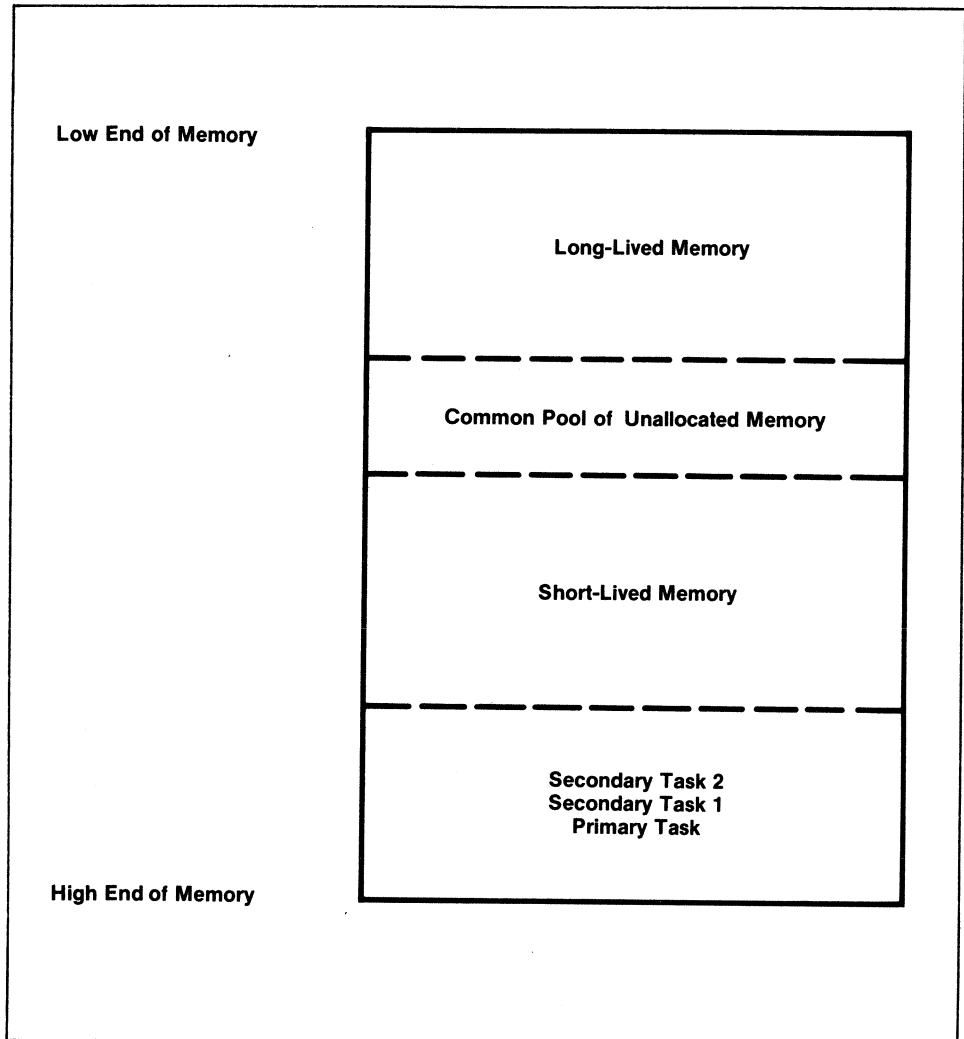 Low End of Memory
Long-Lived Memory
Common Pool of Unallocated Memory
Short-Lived Memory
Secondary Task 2
Secondary Task 1
Primary Task
High End of Memory